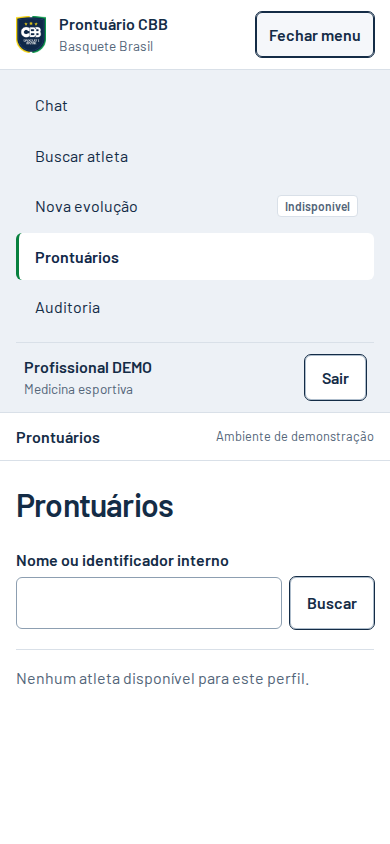 CBB
Prontuário CBB
Basquete Brasil
Fechar menu
Chat
Buscar atleta
Nova evolução
Indisponível
Prontuários
Auditoria
Profissional DEMO
Medicina esportiva
Sair
Prontuários
Ambiente de demonstração
Prontuários
Nome ou identificador interno
Buscar
Nenhum atleta disponível para este perfil.